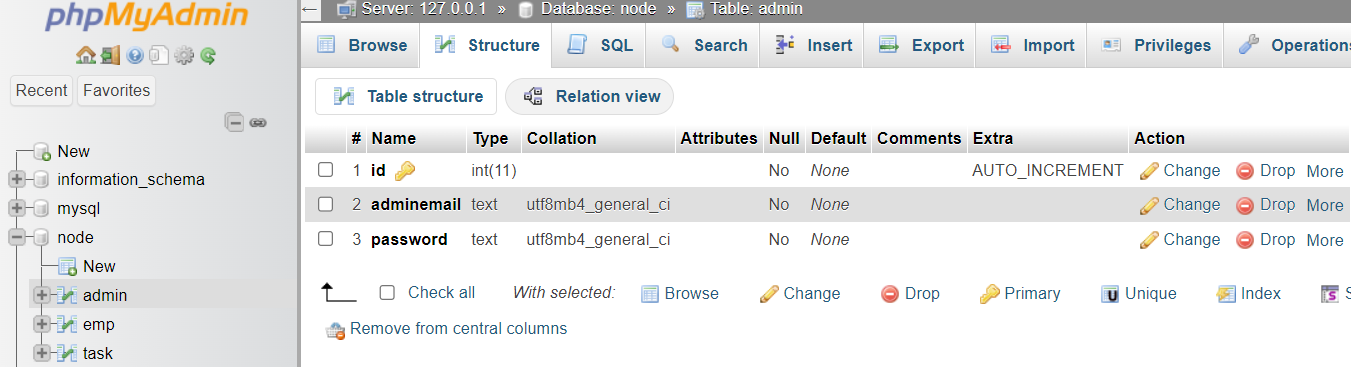 phpMyAdmin
Recent Favorites
New
information_schema
mysql
node
New
admin
emp
task
Server: 127.0.0.1 » Database: node » Table: admin
Browse Structure SQL Search Insert Export Import Privileges Operations
Table structure Relation view
# Name Type Collation Attributes Null Default Comments Extra Action
1 id int(11) No None AUTO_INCREMENT Change Drop More
2 adminemail text utf8mb4_general_ci No None Change Drop More
3 password text utf8mb4_general_ci No None Change Drop More
Check all With selected: Browse Change Drop Primary Unique Index S
Remove from central columns